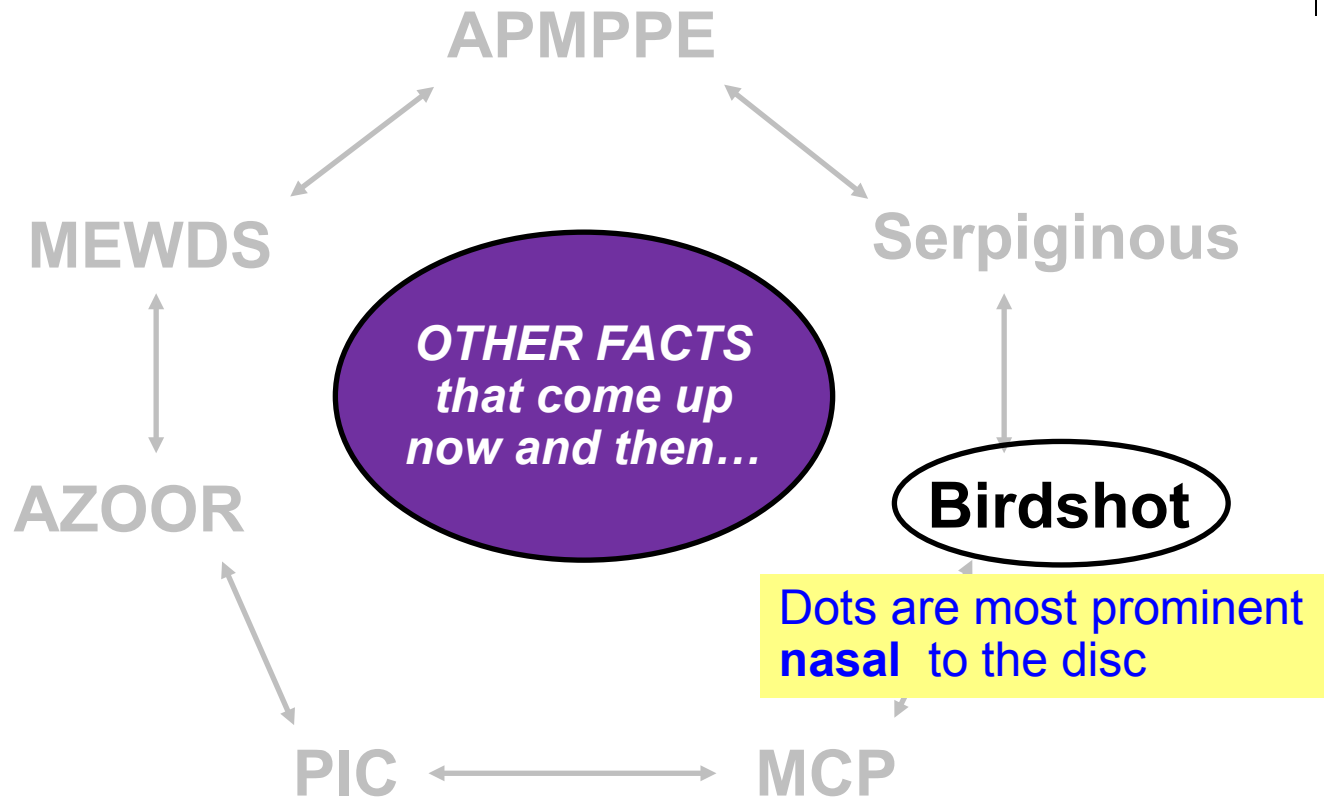 APMPPE
MEWDS
Serpiginous
OTHER FACTS
that come up
now and then…
AZOOR
Birdshot
Dots are most prominent
nasal to the disc
PIC
MCP